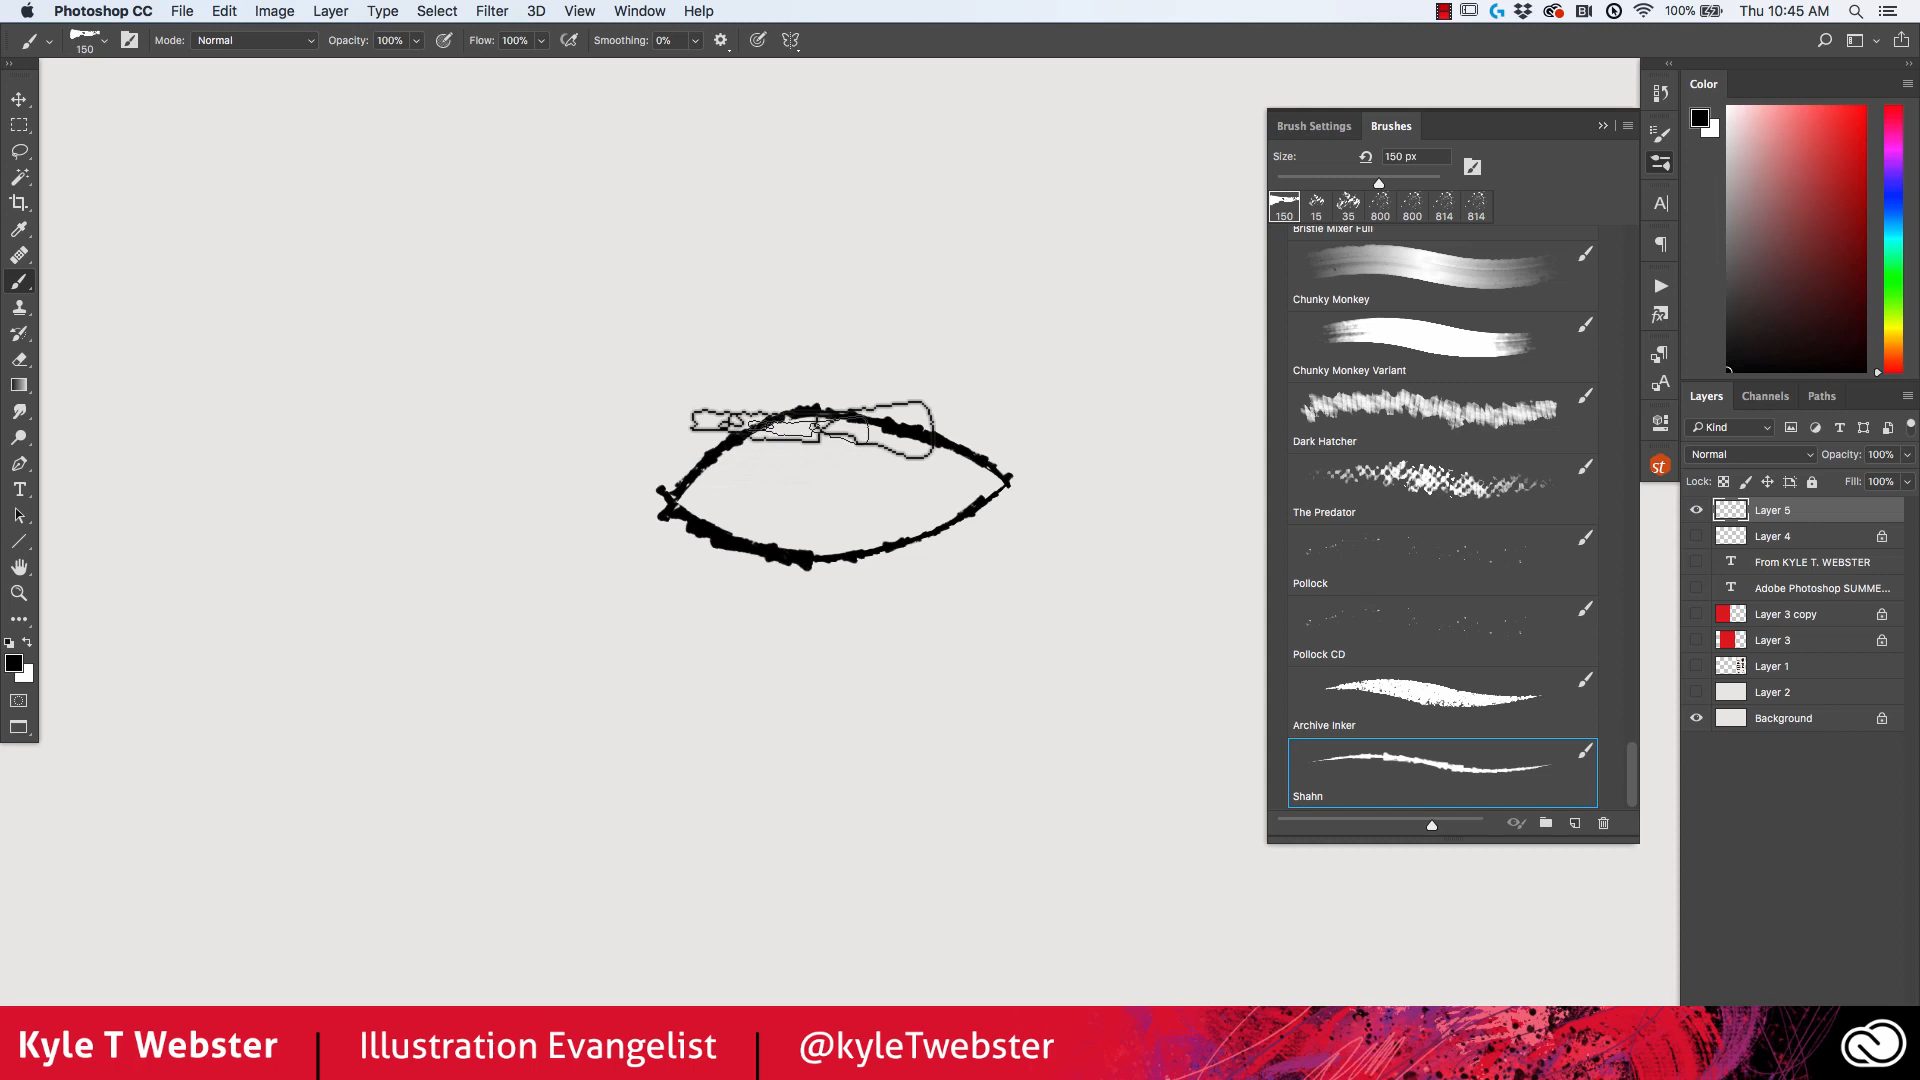 Photoshop CC File Edit Image Layer Type Select Filter 3D View Window Help 100% Thu 10:45 AM
150 Mode: Normal Opacity: 100% Flow: 100% Smoothing: 0%
Brush Settings Brushes
Size: 150 px
150 15 35 800 800 814 814
Bristle Mixer Full
Chunky Monkey
Chunky Monkey Variant
Dark Hatcher
The Predator
Pollock
Pollock CD
Archive Inker
Shahn
Color
Layers Channels Paths
Kind
Normal Opacity: 100%
Lock: Fill: 100%
Layer 5
Layer 4
From KYLE T. WEBSTER
Adobe Photoshop SUMME...
Layer 3 copy
Layer 3
Layer 1
Layer 2
Background
Kyle T Webster | Illustration Evangelist | @kyleTwebster